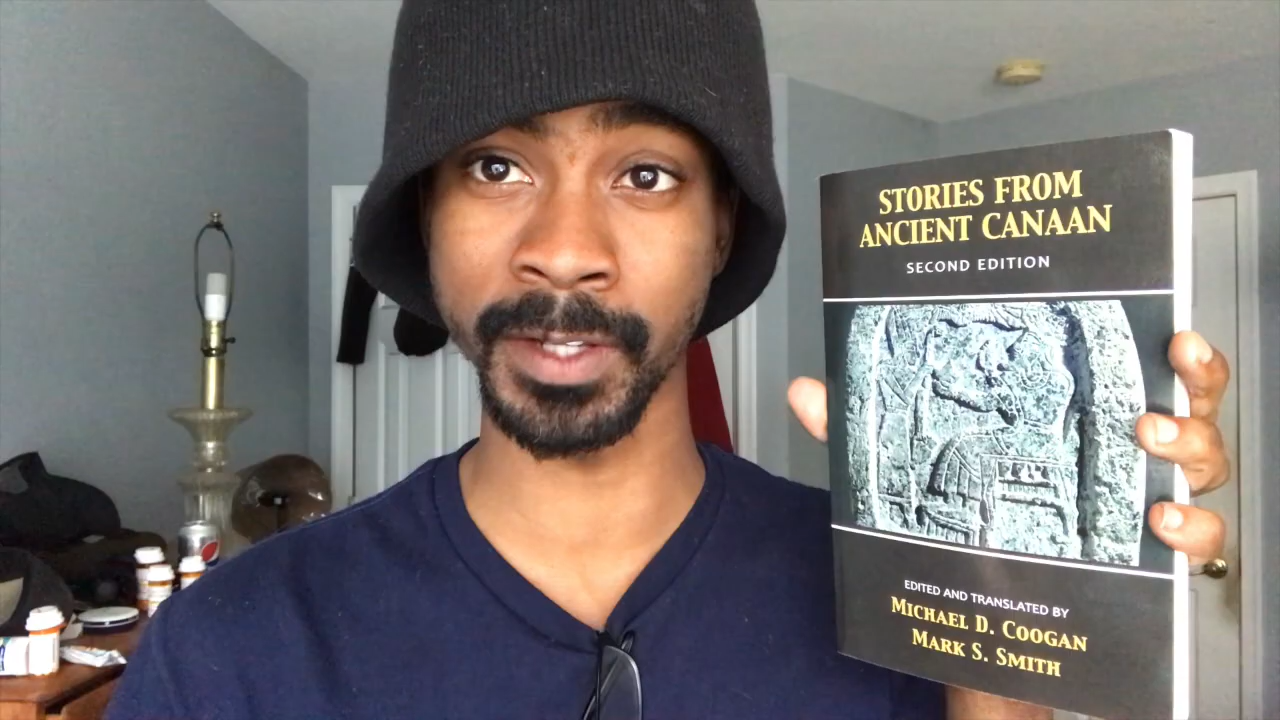 STORIES FROM
ANCIENT CANAAN
SECOND EDITION
EDITED AND TRANSLATED BY
MICHAEL D. COOGAN
MARK S. SMITH